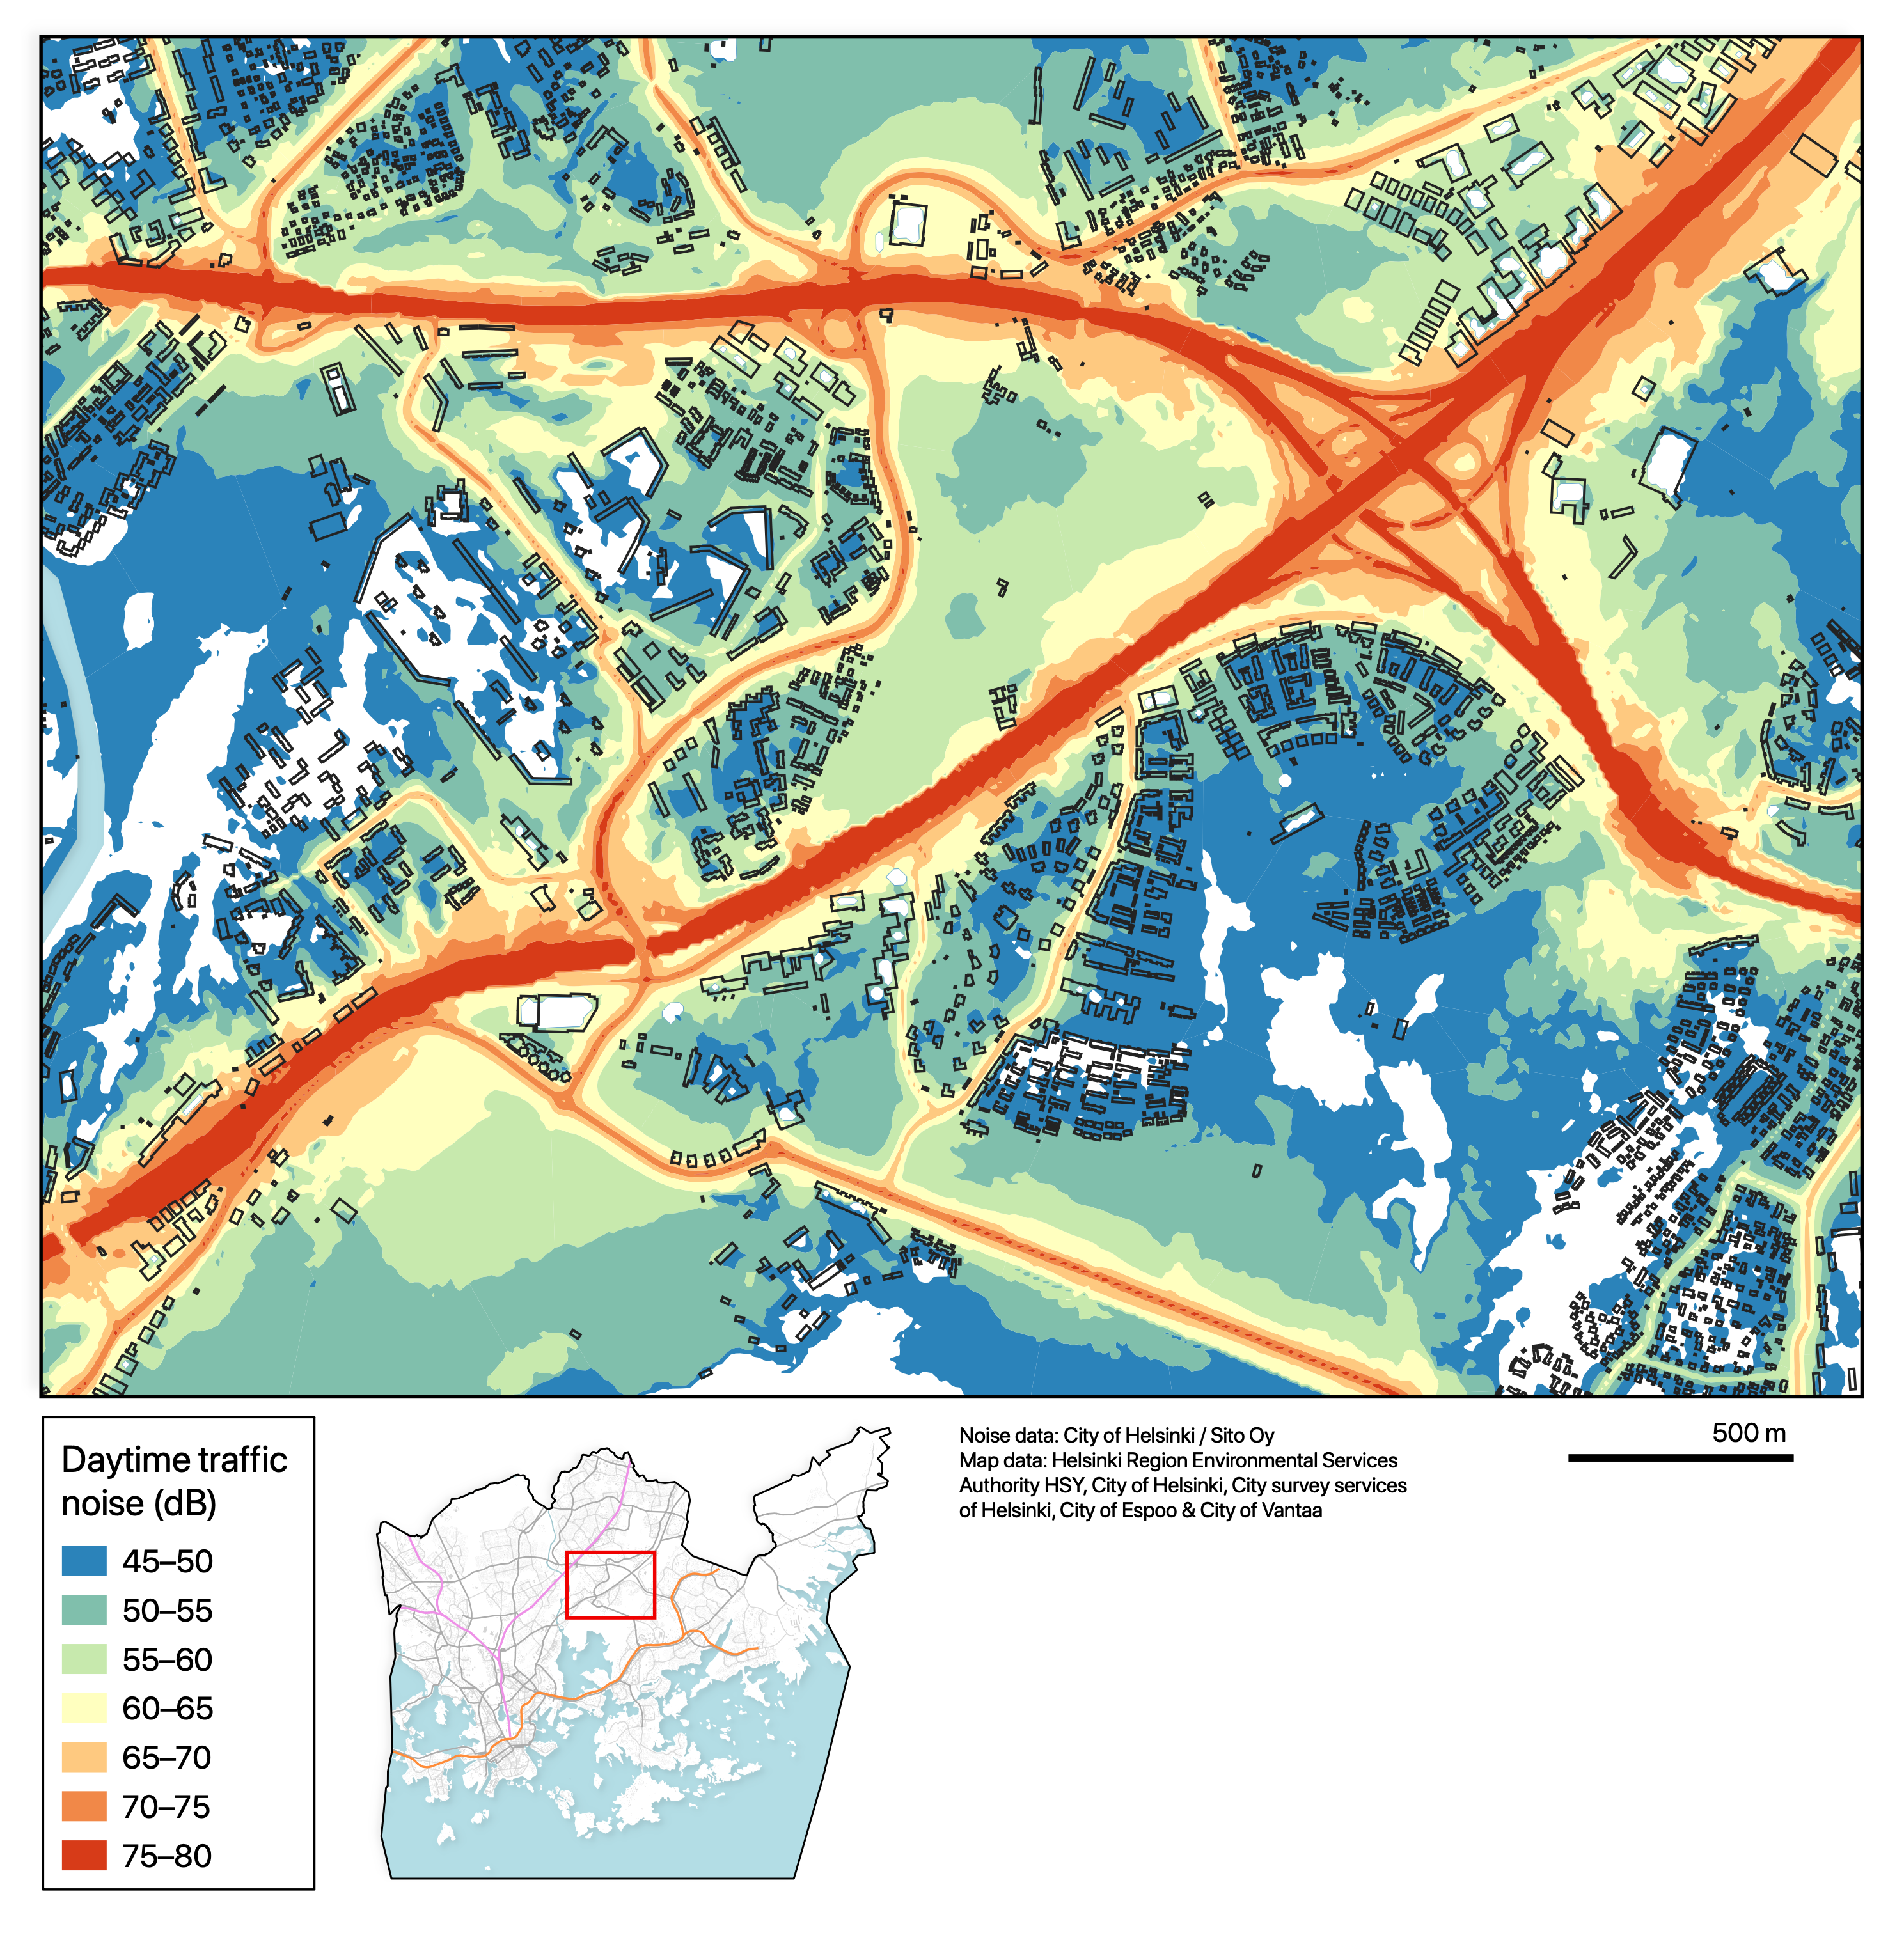 Daytime traffic
noise (dB)
45–50
50–55
55–60
60–65
65–70
70–75
75–80
Noise data: City of Helsinki / Sito Oy
Map data: Helsinki Region Environmental Services
Authority HSY, City of Helsinki, City survey services
of Helsinki, City of Espoo & City of Vantaa
500 m